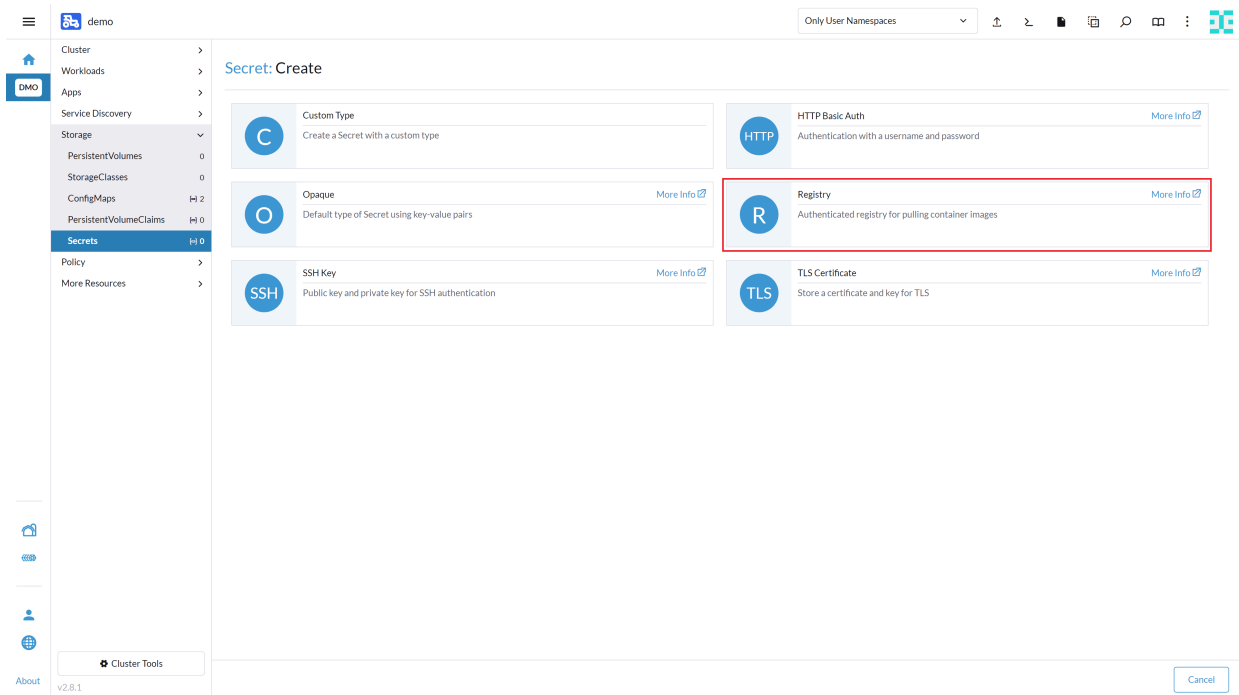 demo
Only User Namespaces
DMO
Cluster
Workloads
Apps
Service Discovery
Storage
PersistentVolumes 0
StorageClasses 0
ConfigMaps 2
PersistentVolumeClaims 0
Secrets 0
Policy
More Resources
Cluster Tools
v2.8.1
About
Secret: Create
C
Custom Type
Create a Secret with a custom type
HTTP
HTTP Basic Auth More Info
Authentication with a username and password
O
Opaque More Info
Default type of Secret using key-value pairs
R
Registry More Info
Authenticated registry for pulling container images
SSH
SSH Key More Info
Public key and private key for SSH authentication
TLS
TLS Certificate More Info
Store a certificate and key for TLS
Cancel